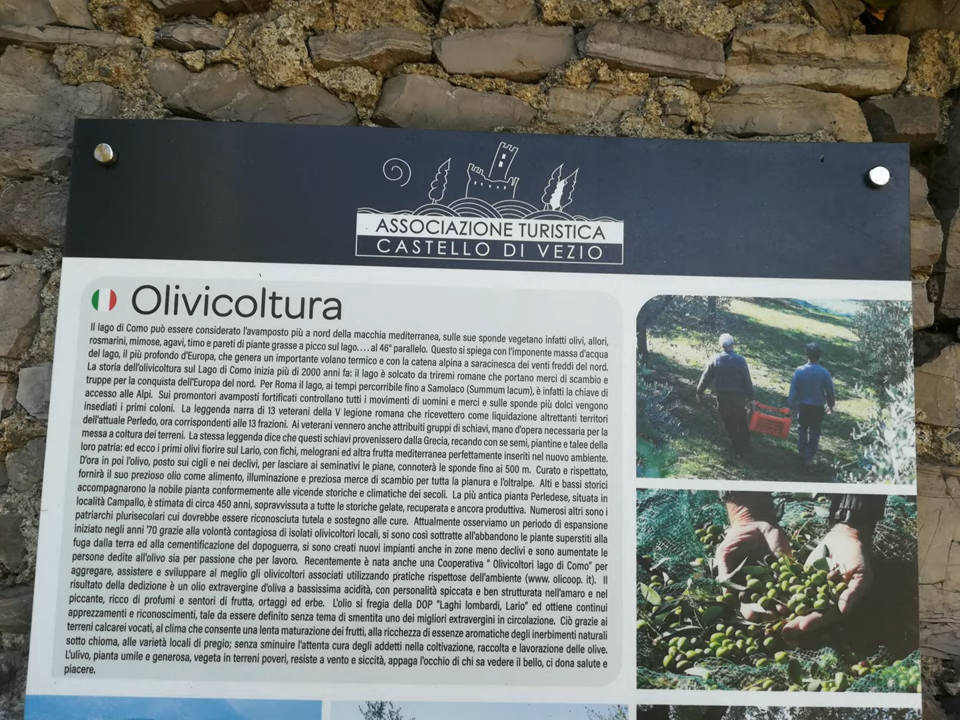 ASSOCIAZIONE TURISTICA
CASTELLO DI VEZIO
Olivicoltura
Il lago di Como può essere considerato l'avamposto più a nord della macchia mediterranea, sulle sue sponde vegetano infatti olivi, allori,
rosmarini, mimose, agavi, timo e pareti di piante grasse a picco sul lago.... al 46° parallelo. Questo si spiega con l'imponente massa d'acqua
del lago, il più profondo d'Europa, che genera un importante volano termico e con la catena alpina a saracinesca dei venti freddi del nord.
La storia dell'olivicoltura sul Lago di Como inizia più di 2000 anni fa: il lago è solcato da triremi romane che portano merci di scambio e
truppe per la conquista dell'Europa del nord. Per Roma il lago, ai tempi percorribile fino a Samolaco (Summum lacum), è infatti la chiave di
accesso alle Alpi. Sui promontori avamposti fortificati controllano tutti i movimenti di uomini e merci e sulle sponde più dolci vengono
insediati i primi coloni. La leggenda narra di 13 veterani della V legione romana che ricevettero come liquidazione altrettanti territori
dell'attuale Perledo, ora corrispondenti alle 13 frazioni. Ai veterani vennero anche attribuiti gruppi di schiavi, mano d'opera necessaria per la
messa a coltura dei terreni. La stessa leggenda dice che questi schiavi provenissero dalla Grecia, recando con se semi, piantine e talee della
loro patria: ed ecco i primi olivi fiorire sul Lario, con fichi, melograni ed altra frutta mediterranea perfettamente inseriti nel nuovo ambiente.
D'ora in poi l'olivo, posto sui cigli e nei declivi, per lasciare ai seminativi le piane, connoterà le sponde fino ai 500 m. Curato e rispettato,
fornirà il suo prezioso olio come alimento, illuminazione e preziosa merce di scambio per tutta la pianura e l'oltralpe. Alti e bassi storici
accompagnarono la nobile pianta conformemente alle vicende storiche e climatiche dei secoli. La più antica pianta Perledese, situata in
località Campallo, è stimata di circa 450 anni, sopravvissuta a tutte le storiche gelate, recuperata e ancora produttiva. Numerosi altri sono i
patriarchi plurisecolari cui dovrebbe essere riconosciuta tutela e sostegno alle cure. Attualmente osserviamo un periodo di espansione
iniziato negli anni 70 grazie alla volontà contagiosa di isolati olivicoltori locali, si sono così sottratte all'abbandono le piante superstiti alla
fuga dalla terra ed alla cementificazione del dopoguerra, si sono creati nuovi impianti anche in zone meno declivi e sono aumentate le
persone dedite all'olivo sia per passione che per lavoro. Recentemente è nata anche una Cooperativa " Olivicoltori lago di Como" per
aggregare, assistere e sviluppare al meglio gli olivicoltori associati utilizzando pratiche rispettose dell'ambiente (www. olicoop. it). Il
risultato della dedizione è un olio extravergine d'oliva a bassissima acidità, con personalità spiccata e ben strutturata nell'amaro e nel
piccante, ricco di profumi e sentori di frutta, ortaggi ed erbe. L'olio si fregia della DOP "Laghi lombardi, Lario" ed ottiene continui
apprezzamenti e riconoscimenti, tale da essere definito senza tema di smentita uno dei migliori extravergini in circolazione. Ciò grazie ai
terreni calcarei vocati, al clima che consente una lenta maturazione dei frutti, alla ricchezza di essenze aromatiche degli inerbimenti naturali
sotto chioma, alle varietà locali di pregio; senza sminuire l'attenta cura degli addetti nella coltivazione, raccolta e lavorazione delle olive.
L'ulivo, pianta umile e generosa, vegeta in terreni poveri, resiste a vento e siccità, appaga l'occhio di chi sa vedere il bello, ci dona salute e
piacere.